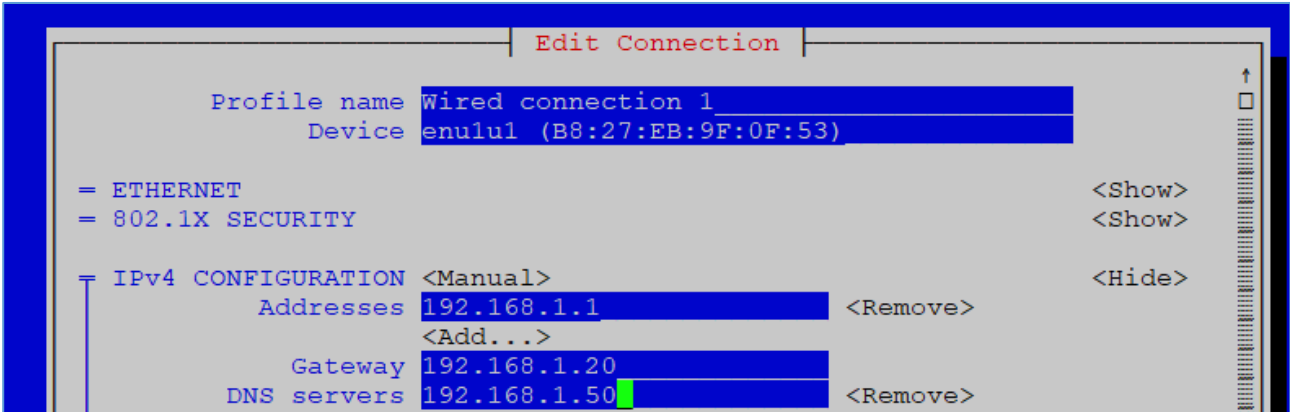 Edit Connection
Profile name Wired connection 1
Device enu1u1 (B8:27:EB:9F:0F:53)
= ETHERNET <Show>
= 802.1X SECURITY <Show>
IPv4 CONFIGURATION <Manual> <Hide>
Addresses 192.168.1.1 <Remove>
<Add...>
Gateway 192.168.1.20
DNS servers 192.168.1.50 <Remove>